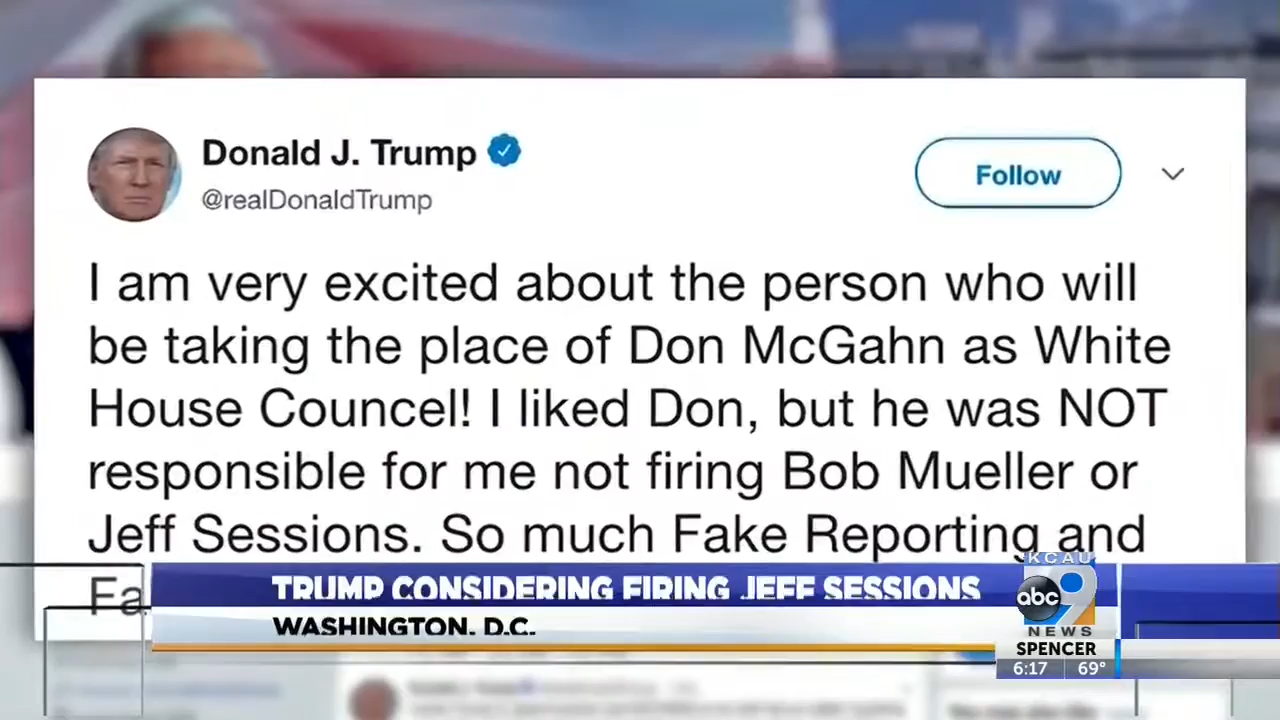 Donald J. Trump
@realDonaldTrump
Follow
I am very excited about the person who will
be taking the place of Don McGahn as White
House Councel! I liked Don, but he was NOT
responsible for me not firing Bob Mueller or
Jeff Sessions. So much Fake Reporting and
Fa
TRUMP CONSIDERING FIRING JEFF SESSIONS
WASHINGTON, D.C.
KCAU
abc 9
NEWS
SPENCER
6:17 69°